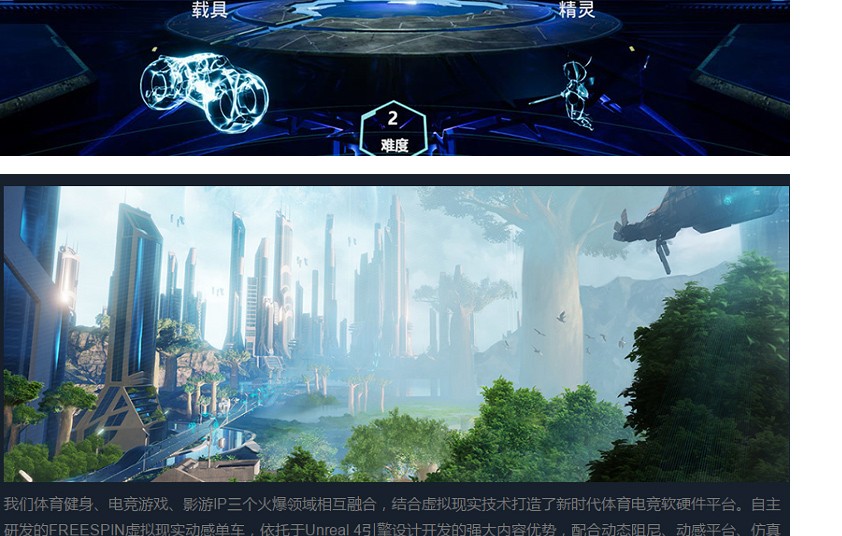 载具
精灵
2
难度
我们体育健身、电竞游戏、影游IP三个火爆领域相互融合，结合虚拟现实技术打造了新时代体育电竞软硬件平台。自主
研发的FREESPIN虚拟现实动感单车，依托于Unreal 4引擎设计开发的强大内容优势，配合动态阻尼、动感平台、仿真